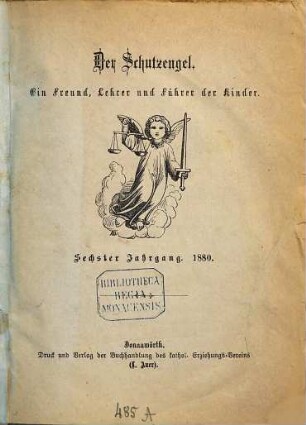 Der Schutzengel.
Ein Freund, Lehrer und Führer der Kinder.
Sechster Jahrgang. 1880.
BIBLIOTHECA
REGIA
MONACENSIS.
Donauwörth.
Druck und Verlag der Buchhandlung des kathol. Erziehungs-Vereins
(L. Auer).
485 A